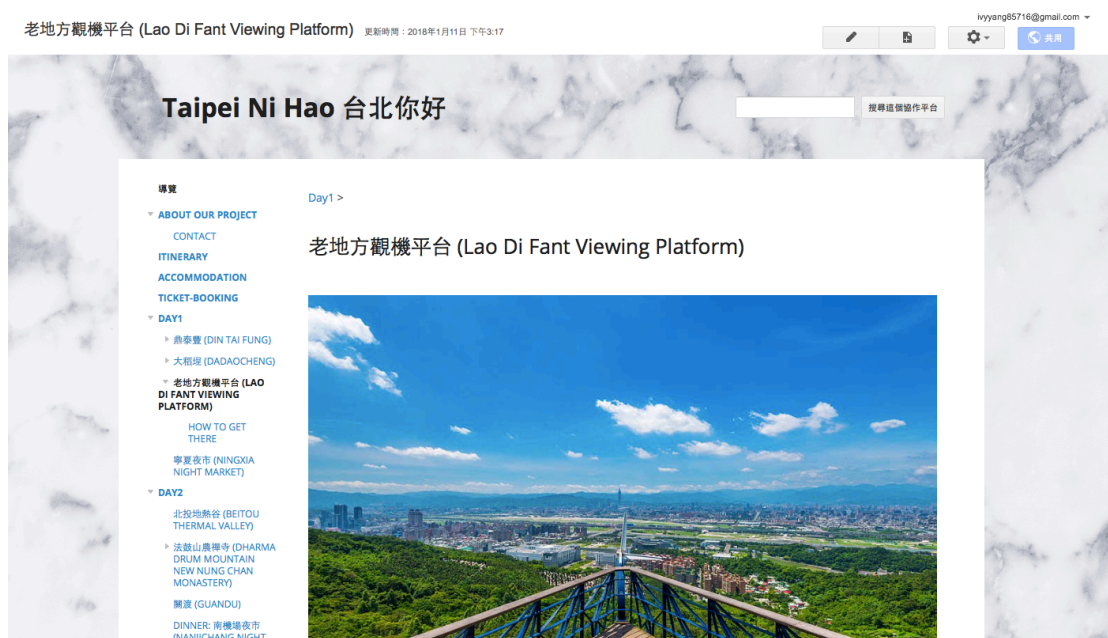 ivyyang85716@gmail.com
老地方觀機平台 (Lao Di Fant Viewing Platform) 更新時間：2018年1月11日 下午3:17
共用
Taipei Ni Hao 台北你好
搜尋這個協作平台
導覽
ABOUT OUR PROJECT
CONTACT
ITINERARY
ACCOMMODATION
TICKET-BOOKING
DAY1
鼎泰豐 (DIN TAI FUNG)
大稻埕 (DADAOCHENG)
老地方觀機平台 (LAO
DI FANT VIEWING
PLATFORM)
HOW TO GET
THERE
寧夏夜市 (NINGXIA
NIGHT MARKET)
DAY2
北投地熱谷 (BEITOU
THERMAL VALLEY)
法鼓山農禪寺 (DHARMA
DRUM MOUNTAIN
NEW NUNG CHAN
MONASTERY)
關渡 (GUANDU)
DINNER: 南機場夜市
(NANJICHANG NIGHT
Day1 >
老地方觀機平台 (Lao Di Fant Viewing Platform)